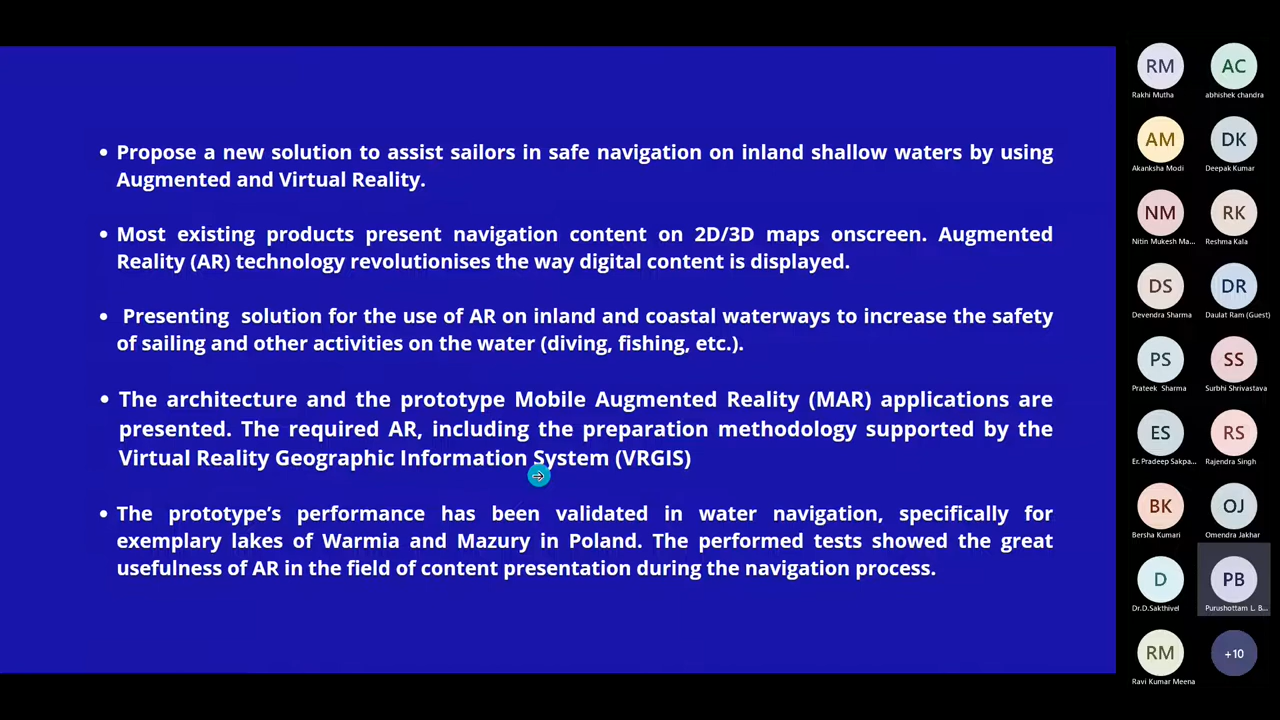 • Propose a new solution to assist sailors in safe navigation on inland shallow waters by using
Augmented and Virtual Reality.
• Most existing products present navigation content on 2D/3D maps onscreen. Augmented
Reality (AR) technology revolutionises the way digital content is displayed.
• Presenting solution for the use of AR on inland and coastal waterways to increase the safety
of sailing and other activities on the water (diving, fishing, etc.).
• The architecture and the prototype Mobile Augmented Reality (MAR) applications are
presented. The required AR, including the preparation methodology supported by the
Virtual Reality Geographic Information System (VRGIS)
• The prototype’s performance has been validated in water navigation, specifically for
exemplary lakes of Warmia and Mazury in Poland. The performed tests showed the great
usefulness of AR in the field of content presentation during the navigation process.
RM AC
Rakhi Mutha abhishek chandra
AM DK
Akanksha Modi Deepak Kumar
NM RK
Nitin Mukesh Ma... Reshma Kala
DS DR
Devendra Sharma Daulat Ram (Guest)
PS SS
Prateek Sharma Surbhi Shrivastava
ES RS
Er. Pradeep Sakpa... Rajendra Singh
BK OJ
Bersha Kumari Omendra Jakhar
D PB
Dr.D.Sakthivel Purushottam L. B...
RM +10
Ravi Kumar Meena